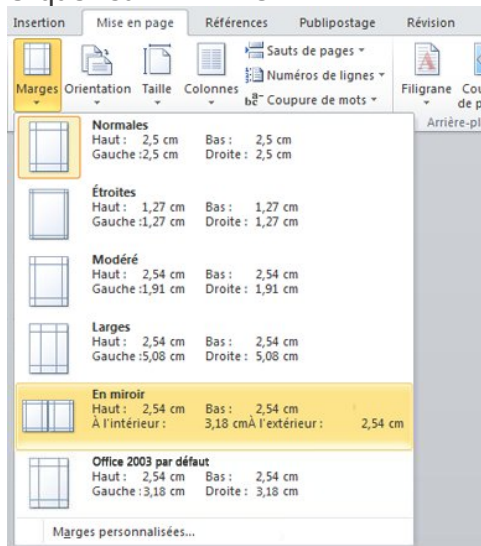 Insertion Mise en page Références Publipostage Révision
Sauts de pages
Numéros de lignes
Marges Orientation Taille Colonnes Coupure de mots Filigrane
Normales
Haut : 2,5 cm Bas : 2,5 cm
Gauche :2,5 cm Droite : 2,5 cm
Étroites
Haut : 1,27 cm Bas : 1,27 cm
Gauche :1,27 cm Droite : 1,27 cm
Modéré
Haut : 2,54 cm Bas : 2,54 cm
Gauche :1,91 cm Droite : 1,91 cm
Larges
Haut : 2,54 cm Bas : 2,54 cm
Gauche :5,08 cm Droite : 5,08 cm
En miroir
Haut : 2,54 cm Bas : 2,54 cm
À l'intérieur : 3,18 cmÀ l'extérieur : 2,54 cm
Office 2003 par défaut
Haut : 2,54 cm Bas : 2,54 cm
Gauche :3,18 cm Droite : 3,18 cm
Marges personnalisées...